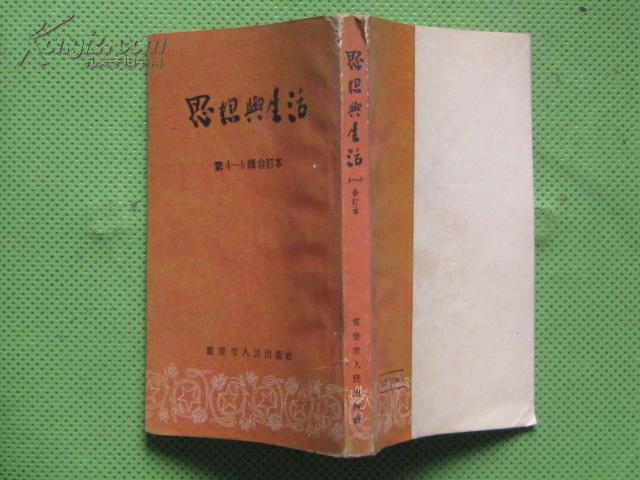 Kongfz.com
孔夫子旧书网
思想與生活
第4—6輯合訂本
重慶市人民出版社
思想與生活
4—6
合訂本
重慶市人民出版社